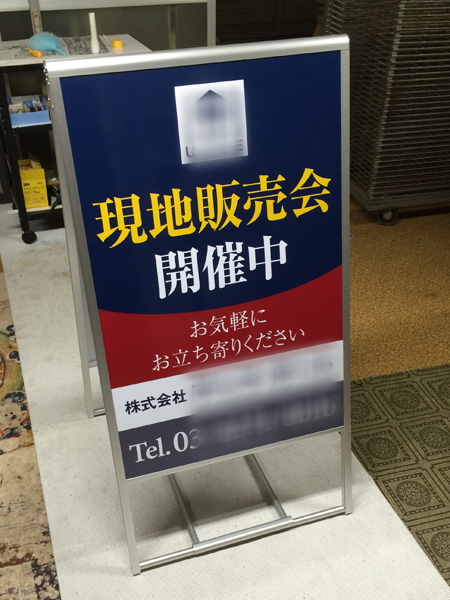 現地販売会
開催中
お気軽に
お立ち寄りください
株式会社
Tel. 03
3M